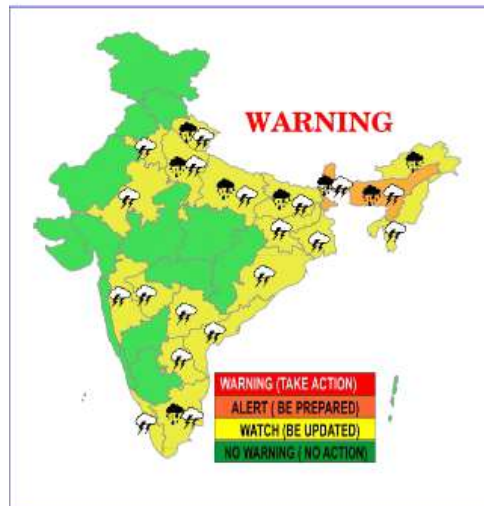 WARNING
WARNING (TAKE ACTION)
ALERT ( BE PREPARED)
WATCH (BE UPDATED)
NO WARNING ( NO ACTION)